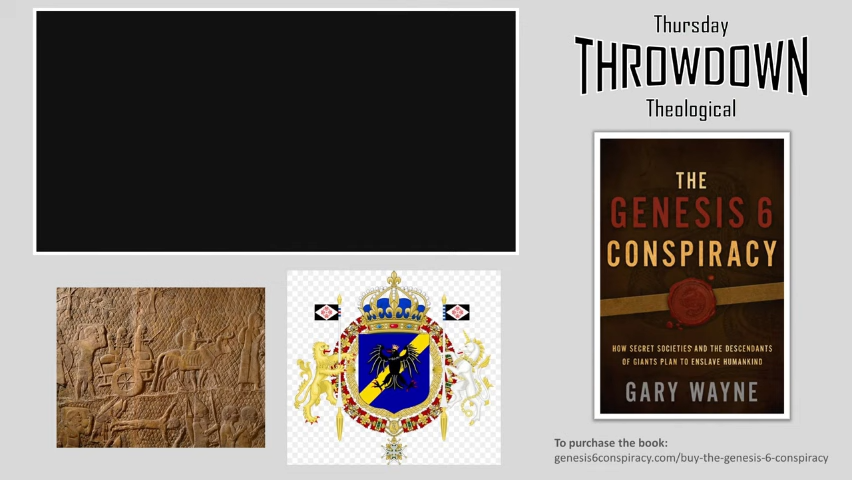 Thursday
THROWDOWN
Theological
THE
GENESIS 6
CONSPIRACY
HOW SECRET SOCIETIES AND THE DESCENDANTS
OF GIANTS PLAN TO ENSLAVE HUMANKIND
GARY WAYNE
To purchase the book:
genesis6conspiracy.com/buy-the-genesis-6-conspiracy